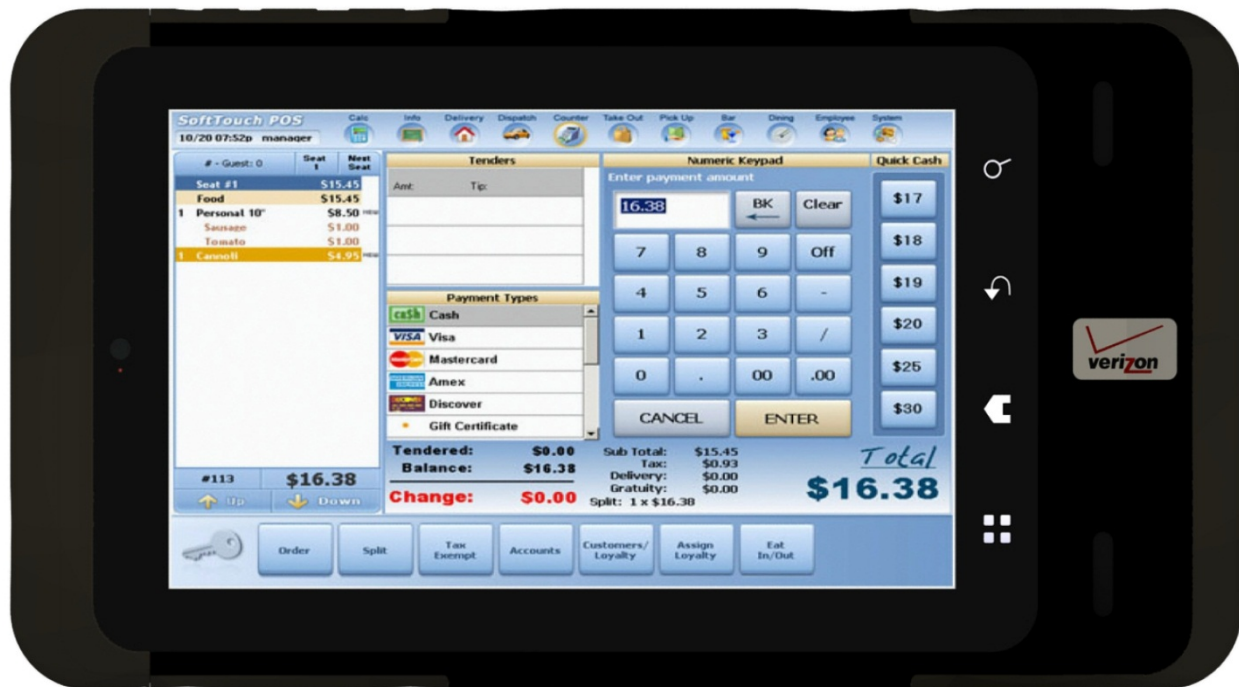 SoftTouch POS
10/20 07:52p manager
Calc
Info
Delivery
Dispatch
Counter
Take Out
Pick Up
Bar
Dining
Employee
System
# - Guest: 0
Seat 1
Next Seat
Seat #1 $15.45
Food $15.45
1 Personal 10" $8.50
Sausage $1.00
Tomato $1.00
1 Cannoli $4.95
#113 $16.38
Up
Down
Tenders
Amt: Tip:
Payment Types
ca$h Cash
VISA Visa
Mastercard
Amex
Discover
Gift Certificate
Tendered: $0.00
Balance: $16.38
Change: $0.00
Numeric Keypad
Enter payment amount
16.38
BK
Clear
7 8 9 Off
4 5 6 -
1 2 3 /
0 . 00 .00
CANCEL
ENTER
Quick Cash
$17
$18
$19
$20
$25
$30
Sub Total: $15.45
Tax: $0.93
Delivery: $0.00
Gratuity: $0.00
Split: 1 x $16.38
Total
$16.38
Order
Split
Tax Exempt
Accounts
Customers/
Loyalty
Assign
Loyalty
Eat
In/Out
verizon